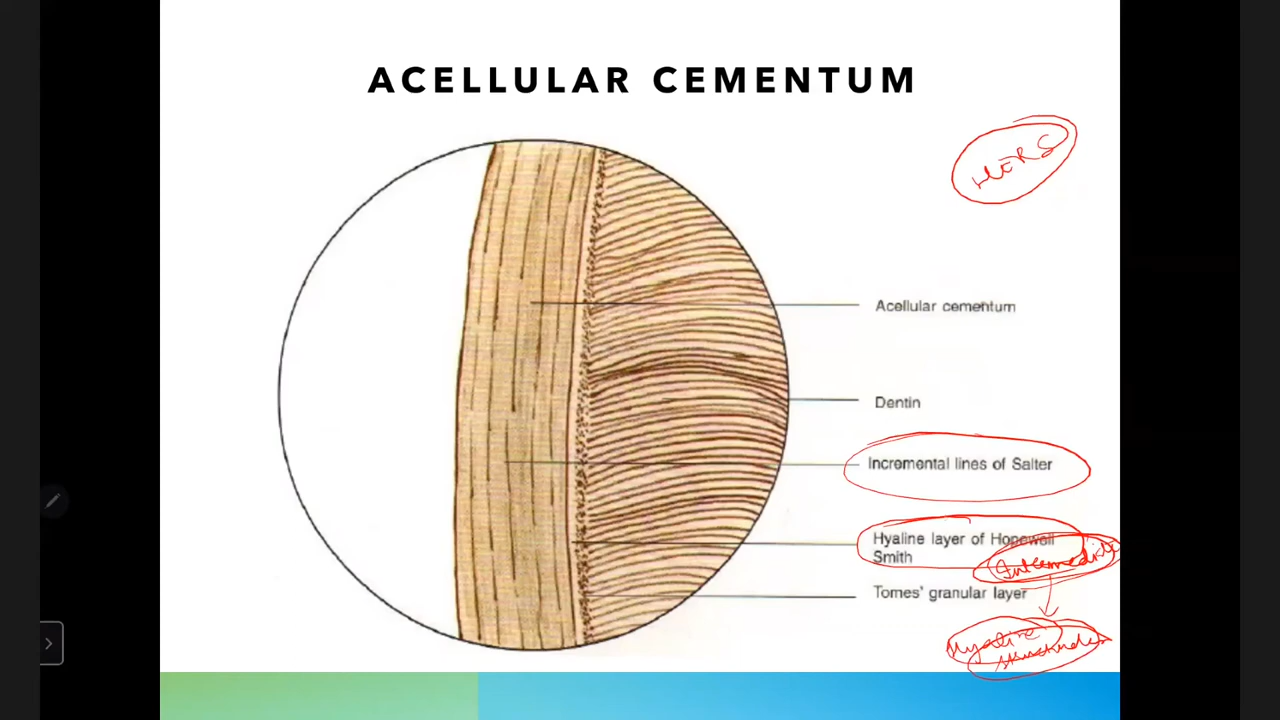 ACELLULAR CEMENTUM
HERS
Acellular cementum
Dentin
Incremental lines of Salter
Hyaline layer of Hopewell
Smith
Intermediate
Tomes' granular layer
Hyaline